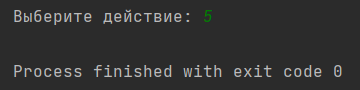 Выберите действие: 5
Process finished with exit code 0